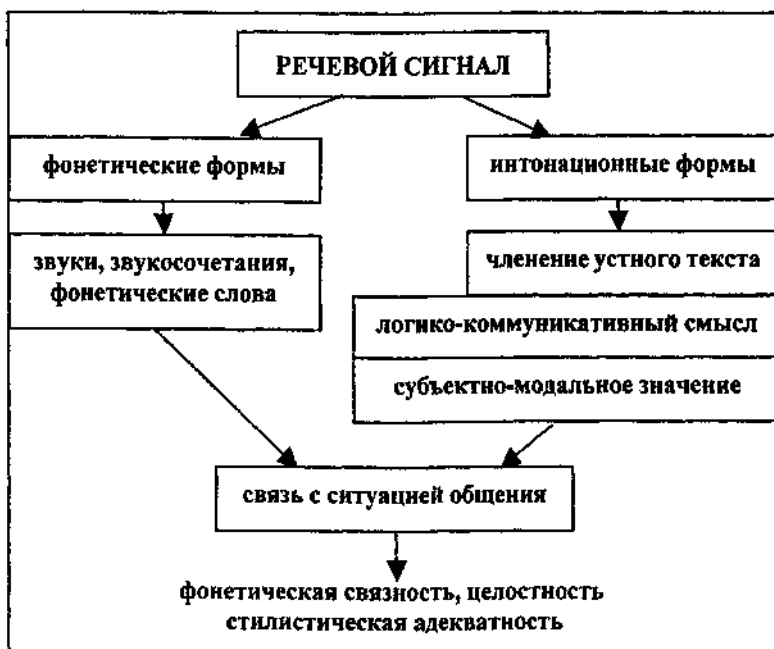 РЕЧЕВОЙ СИГНАЛ
фонетические формы
интонационные формы
звуки, звукосочетания,
фонетические слова
членение устного текста
логико-коммуникативный смысл
субъектно-модальное значение
связь с ситуацией общения
фонетическая связность, целостность
стилистическая адекватность